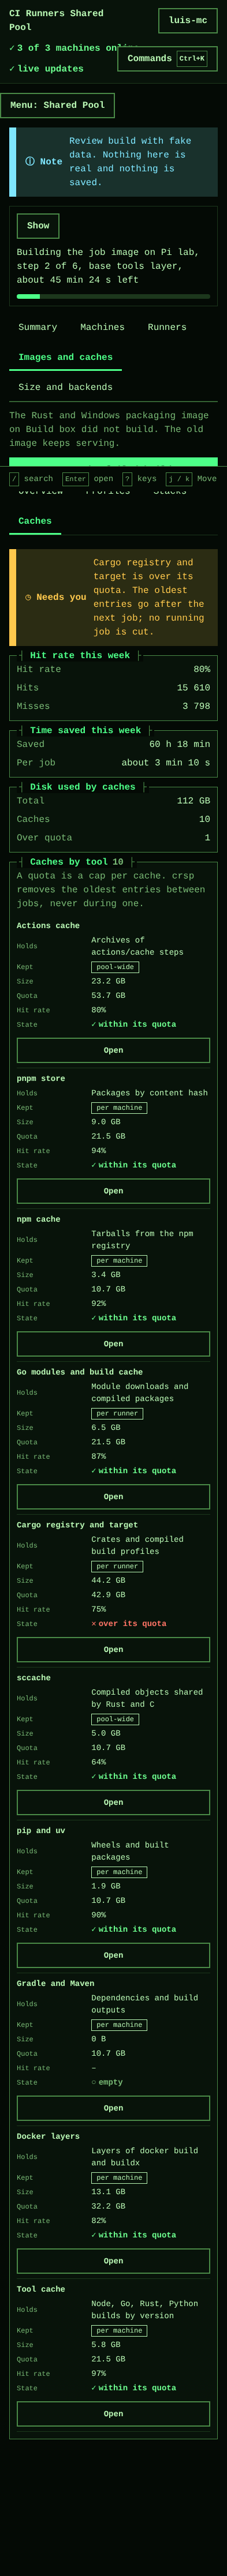 CI Runners Shared
Pool
luis-mc
✓ 3 of 3 machines online
Commands Ctrl+K
✓ live updates
Menu: Shared Pool
ⓘ Note
Review build with fake
data. Nothing here is
real and nothing is
saved.
Show
Building the job image on Pi lab,
step 2 of 6, base tools layer,
about 45 min 24 s left
Summary Machines Runners
Images and caches
Size and backends
The Rust and Windows packaging image
on Build box did not build. The old
image keeps serving.
/ search Enter open ? keys j / k Move
Overview Profiles Stacks
Caches
◷ Needs you
Cargo registry and
target is over its
quota. The oldest
entries go after the
next job; no running
job is cut.
Hit rate this week
Hit rate 80%
Hits 15 610
Misses 3 798
Time saved this week
Saved 60 h 18 min
Per job about 3 min 10 s
Disk used by caches
Total 112 GB
Caches 10
Over quota 1
Caches by tool 10
A quota is a cap per cache. crsp
removes the oldest entries between
jobs, never during one.
Actions cache
Holds Archives of
actions/cache steps
Kept pool-wide
Size 23.2 GB
Quota 53.7 GB
Hit rate 80%
State ✓ within its quota
Open
pnpm store
Holds Packages by content hash
Kept per machine
Size 9.0 GB
Quota 21.5 GB
Hit rate 94%
State ✓ within its quota
Open
npm cache
Holds Tarballs from the npm
registry
Kept per machine
Size 3.4 GB
Quota 10.7 GB
Hit rate 92%
State ✓ within its quota
Open
Go modules and build cache
Holds Module downloads and
compiled packages
Kept per runner
Size 6.5 GB
Quota 21.5 GB
Hit rate 87%
State ✓ within its quota
Open
Cargo registry and target
Holds Crates and compiled
build profiles
Kept per runner
Size 44.2 GB
Quota 42.9 GB
Hit rate 75%
State × over its quota
Open
sccache
Holds Compiled objects shared
by Rust and C
Kept pool-wide
Size 5.0 GB
Quota 10.7 GB
Hit rate 64%
State ✓ within its quota
Open
pip and uv
Holds Wheels and built
packages
Kept per machine
Size 1.9 GB
Quota 10.7 GB
Hit rate 90%
State ✓ within its quota
Open
Gradle and Maven
Holds Dependencies and build
outputs
Kept per machine
Size 0 B
Quota 10.7 GB
Hit rate –
State ○ empty
Open
Docker layers
Holds Layers of docker build
and buildx
Kept per machine
Size 13.1 GB
Quota 32.2 GB
Hit rate 82%
State ✓ within its quota
Open
Tool cache
Holds Node, Go, Rust, Python
builds by version
Kept per machine
Size 5.8 GB
Quota 21.5 GB
Hit rate 97%
State ✓ within its quota
Open